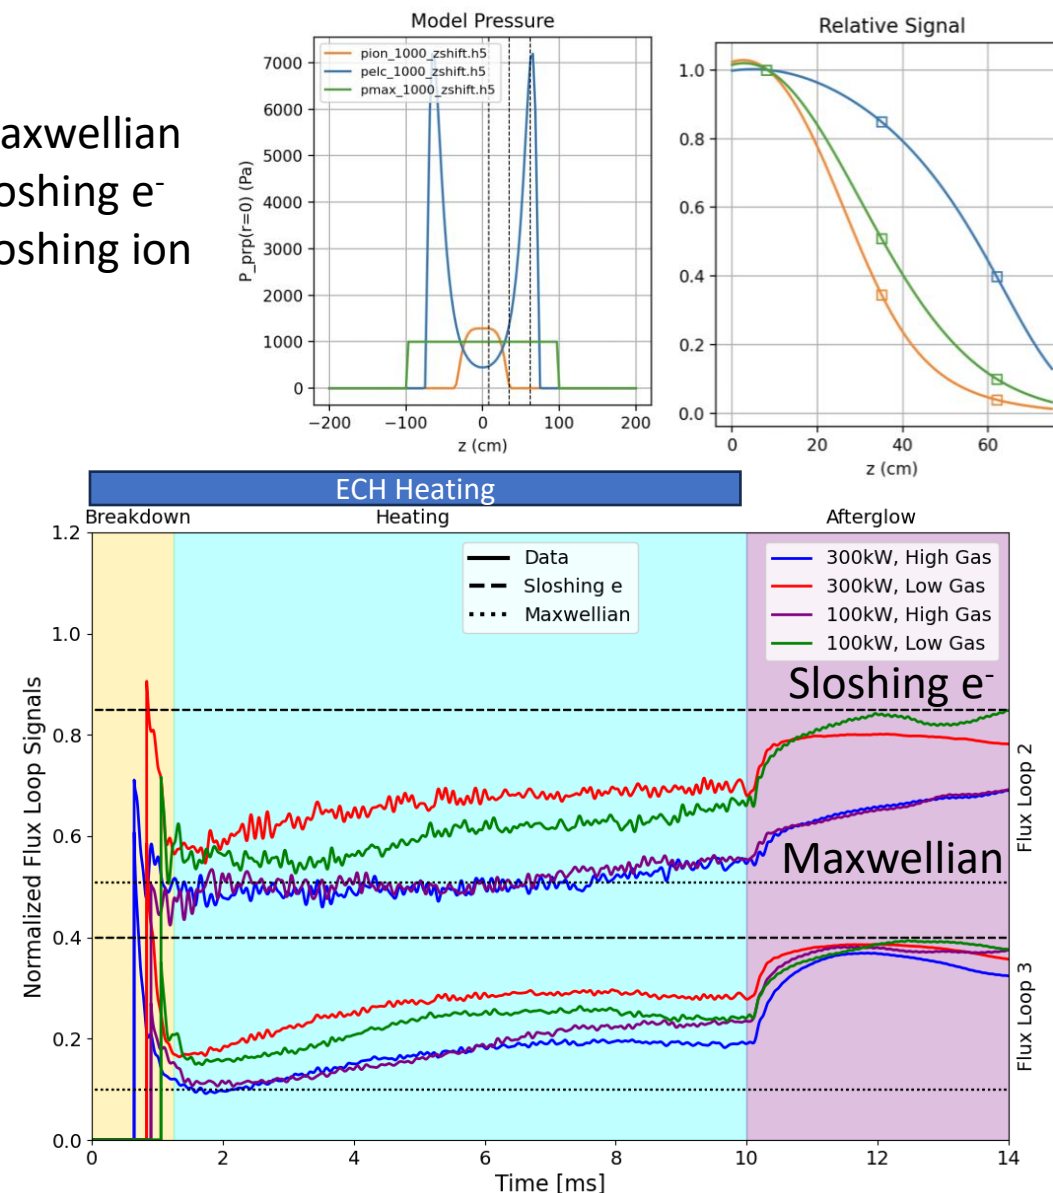 Model Pressure
pion_1000_zshift.h5
pelc_1000_zshift.h5
pmax_1000_zshift.h5
7000
6000
5000
4000
3000
2000
1000
0
P_prp(r=0) (Pa)
−200 −100 0 100 200
z (cm)
Relative Signal
1.0
0.8
0.6
0.4
0.2
0.0
0 20 40 60
z (cm)
axwellian
oshing e-
oshing ion
ECH Heating
Breakdown Heating Afterglow
Data
Sloshing e
Maxwellian
300kW, High Gas
300kW, Low Gas
100kW, High Gas
100kW, Low Gas
Sloshing e-
Maxwellian
1.2
1.0
0.8
0.6
0.4
0.2
0.0
Normalized Flux Loop Signals
Flux Loop 2
Flux Loop 3
0 2 4 6 8 10 12 14
Time [ms]